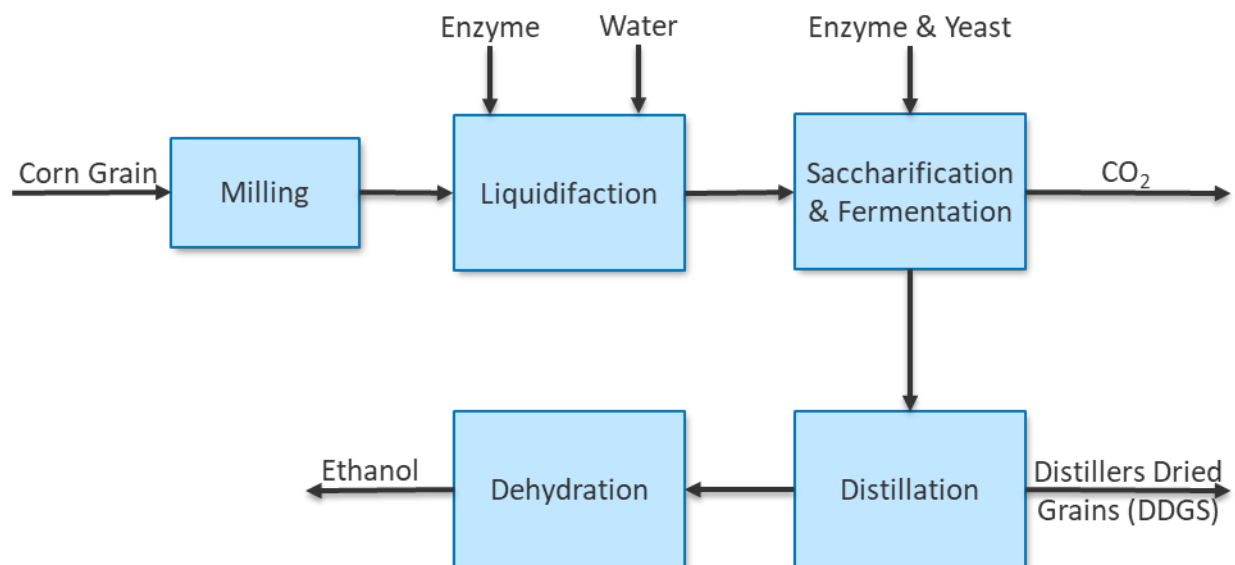 Enzyme
Water
Enzyme & Yeast
Corn Grain
Milling
Liquidifaction
Saccharification
& Fermentation
CO₂
Ethanol
Dehydration
Distillation
Distillers Dried
Grains (DDGS)